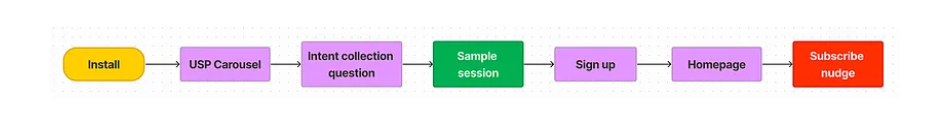 Install
USP Carousel
Intent collection
question
Sample
session
Sign up
Homepage
Subscribe
nudge